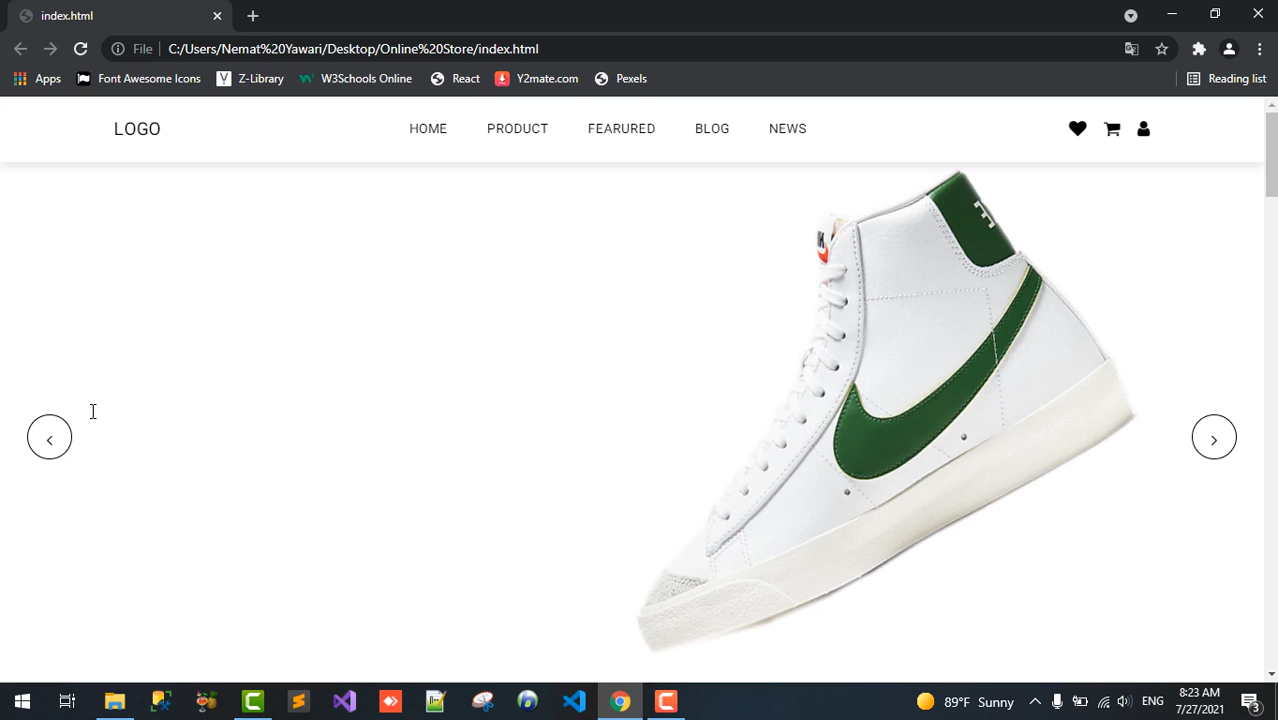 index.html
File C:/Users/Nemat%20Yawari/Desktop/Online%20Store/index.html
Apps Font Awesome Icons Z-Library W3Schools Online React Y2mate.com Pexels Reading list
LOGO HOME PRODUCT FEARURED BLOG NEWS
89°F Sunny ENG 8:23 AM
7/27/2021
3